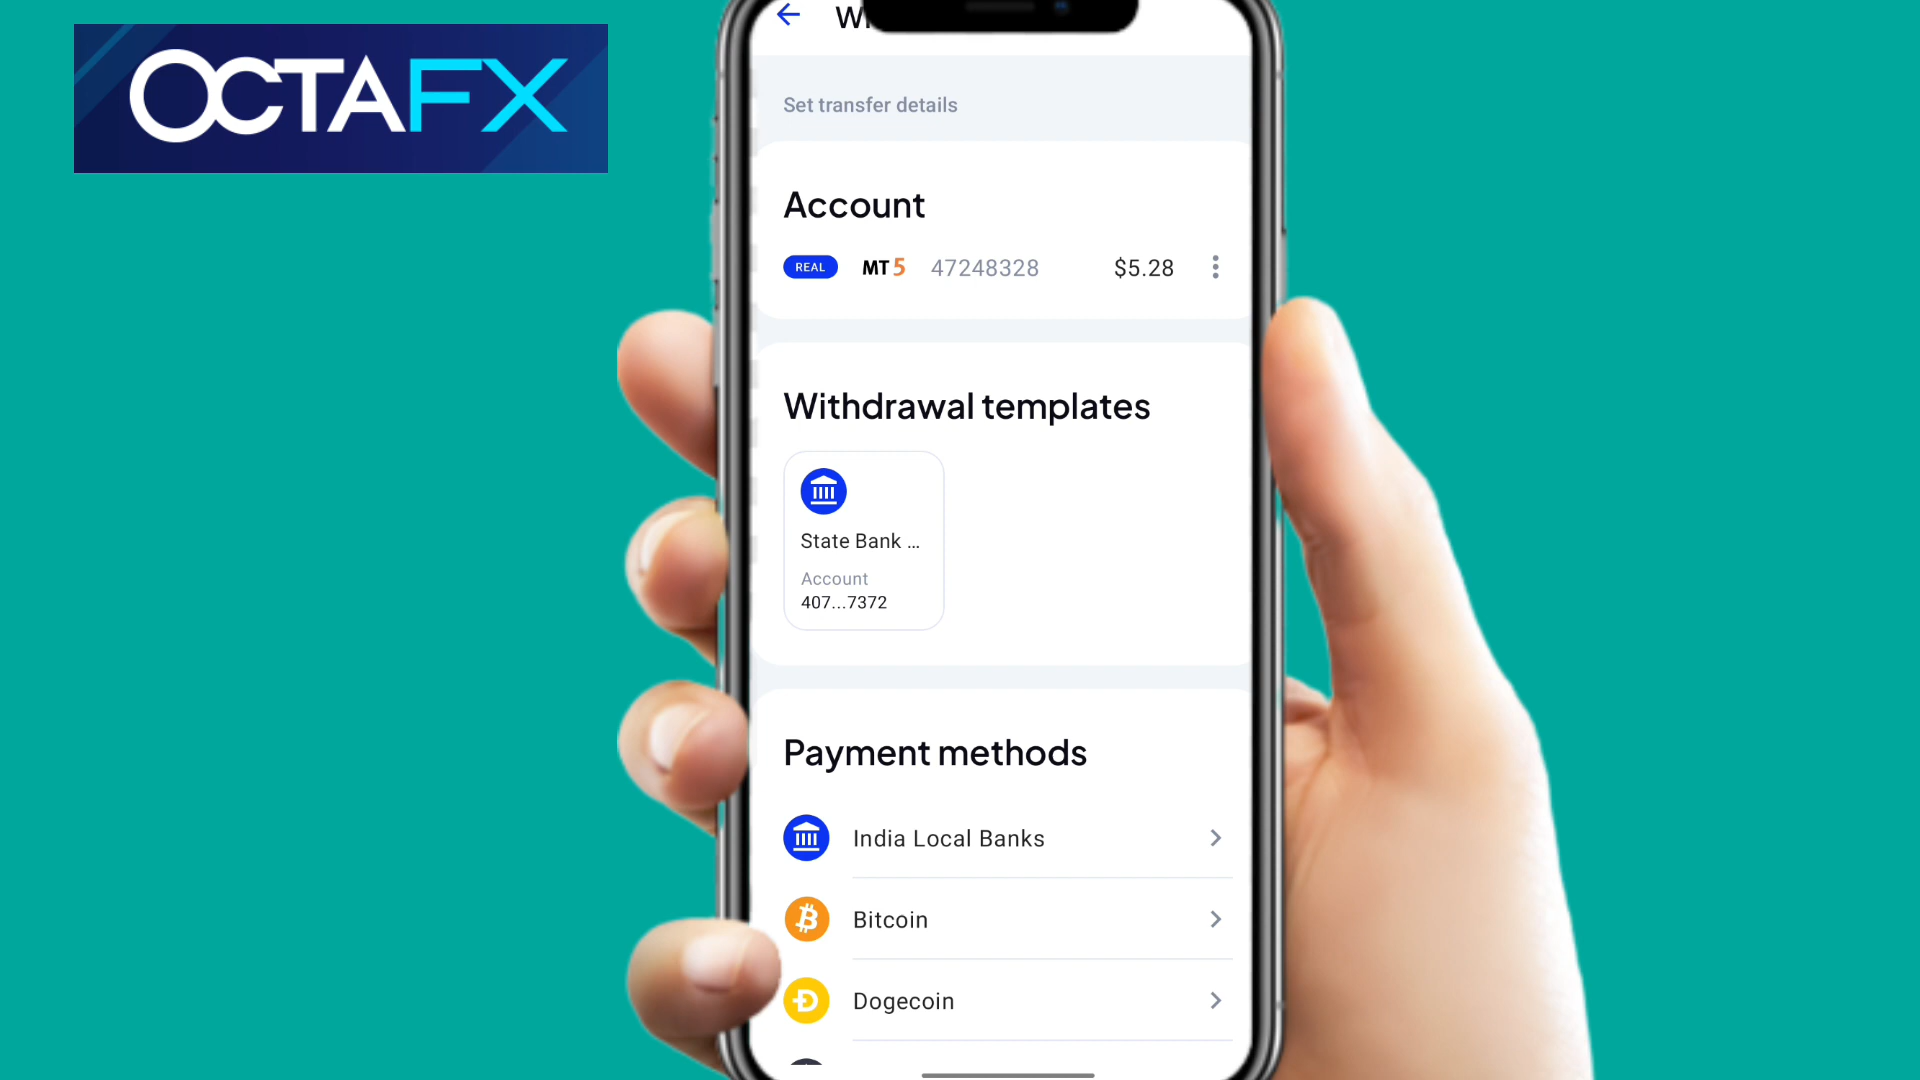 OCTAFX
Set transfer details
Account
REAL MT5 47248328 $5.28
Withdrawal templates
State Bank ...
Account
407...7372
Payment methods
India Local Banks
Bitcoin
Dogecoin